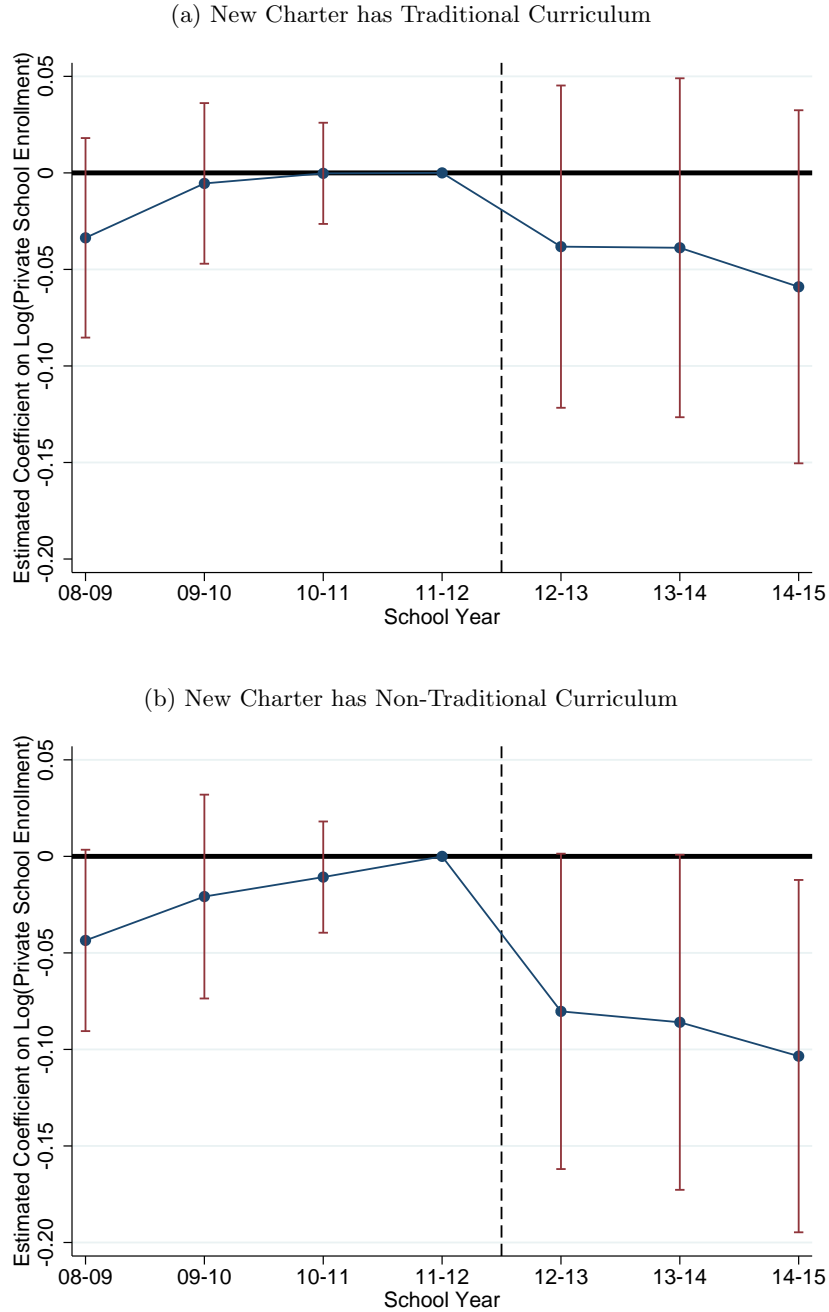 (a) New Charter has Traditional Curriculum
Estimated Coefficient on Log(Private School Enrollment)
0.05
0
-0.05
-0.10
-0.15
-0.20
08-09 09-10 10-11 11-12 12-13 13-14 14-15
School Year
(b) New Charter has Non-Traditional Curriculum
Estimated Coefficient on Log(Private School Enrollment)
0.05
0
-0.05
-0.10
-0.15
-0.20
08-09 09-10 10-11 11-12 12-13 13-14 14-15
School Year